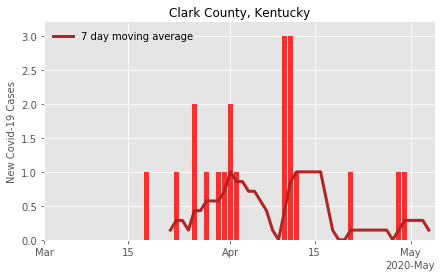 Clark County, Kentucky
7 day moving average
New Covid-19 Cases
3.0
2.5
2.0
1.5
1.0
0.5
0.0
Mar 15 Apr 15 May
2020-May